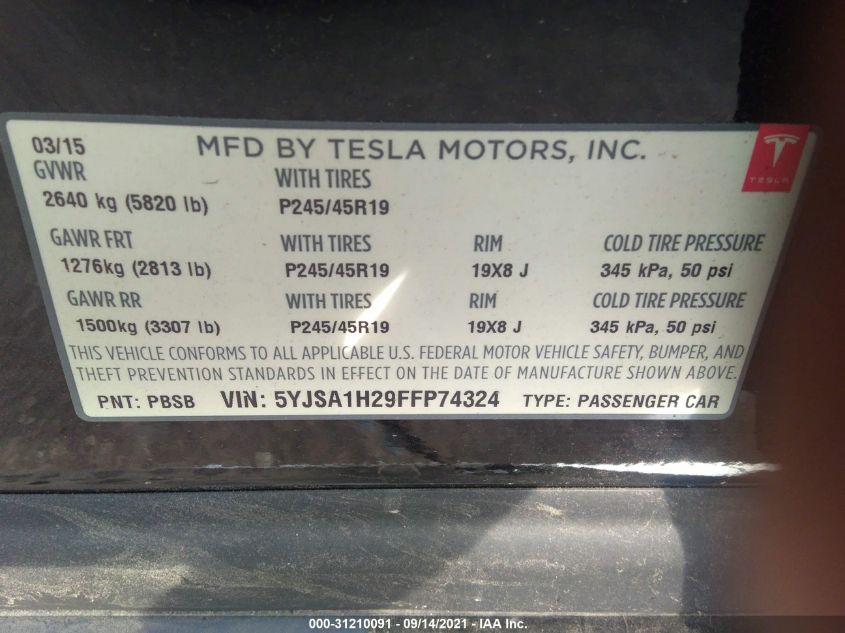 03/15 MFD BY TESLA MOTORS, INC.
TESLA
GVWR WITH TIRES
2640 kg (5820 lb) P245/45R19
GAWR FRT WITH TIRES RIM COLD TIRE PRESSURE
1276kg (2813 lb) P245/45R19 19X8 J 345 kPa, 50 psi
GAWR RR WITH TIRES RIM COLD TIRE PRESSURE
1500kg (3307 lb) P245/45R19 19X8 J 345 kPa, 50 psi
THIS VEHICLE CONFORMS TO ALL APPLICABLE U.S. FEDERAL MOTOR VEHICLE SAFETY, BUMPER, AND
THEFT PREVENTION STANDARDS IN EFFECT ON THE DATE OF MANUFACTURE SHOWN ABOVE.
PNT: PBSB VIN: 5YJSA1H29FFP74324 TYPE: PASSENGER CAR
000-31210091 - 09/14/2021 - IAA Inc.